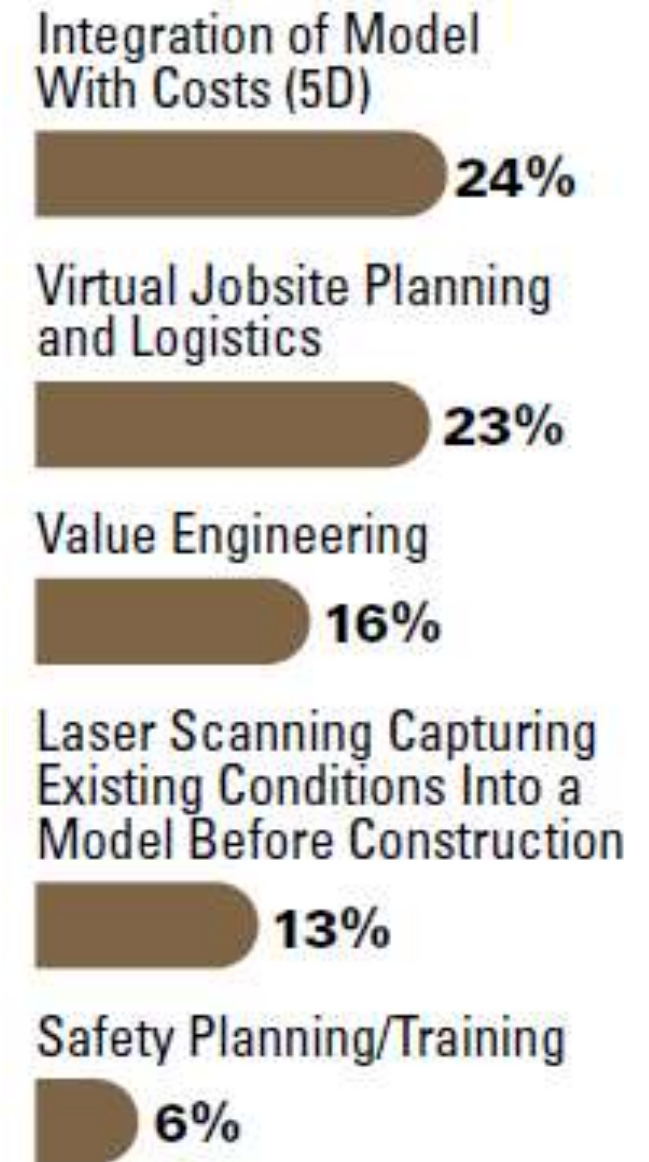 Integration of Model
With Costs (5D)
24%
Virtual Jobsite Planning
and Logistics
23%
Value Engineering
16%
Laser Scanning Capturing
Existing Conditions Into a
Model Before Construction
13%
Safety Planning/Training
6%